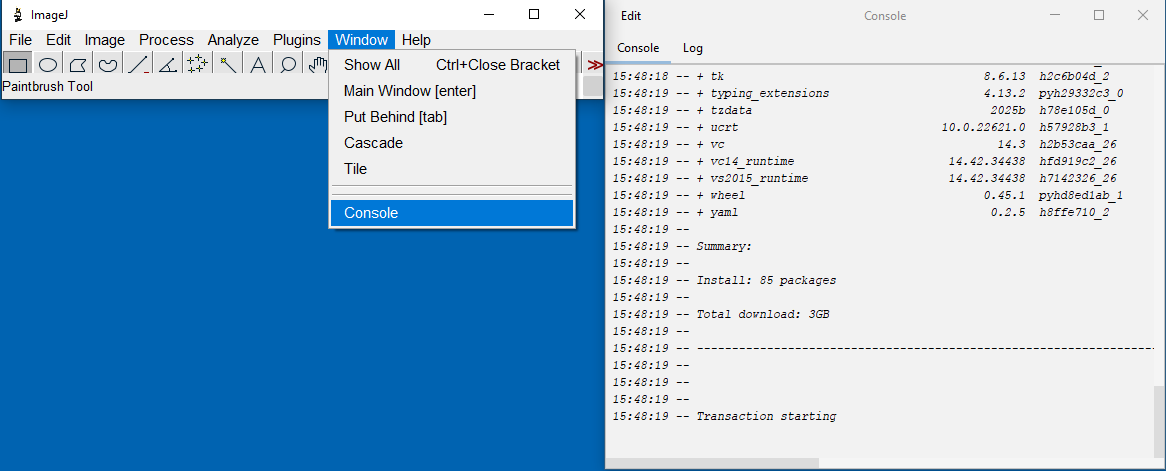 ImageJ
File Edit Image Process Analyze Plugins Window Help
Paintbrush Tool
Show All Ctrl+Close Bracket
Main Window [enter]
Put Behind [tab]
Cascade
Tile
Console
Edit Console
Console Log
15:48:18 -- + tk 8.6.13 h2c6b04d_2
15:48:19 -- + typing_extensions 4.13.2 pyh29332c3_0
15:48:19 -- + tzdata 2025b h78e105d_0
15:48:19 -- + ucrt 10.0.22621.0 h57928b3_1
15:48:19 -- + vc 14.3 h2b53caa_26
15:48:19 -- + vc14_runtime 14.42.34438 hfd919c2_26
15:48:19 -- + vs2015_runtime 14.42.34438 h7142326_26
15:48:19 -- + wheel 0.45.1 pyhd8ed1ab_1
15:48:19 -- + yaml 0.2.5 h8ffe710_2
15:48:19 --
15:48:19 -- Summary:
15:48:19 --
15:48:19 -- Install: 85 packages
15:48:19 --
15:48:19 -- Total download: 3GB
15:48:19 --
15:48:19 -- -----------------------------------------------------------------
15:48:19 --
15:48:19 --
15:48:19 --
15:48:19 -- Transaction starting